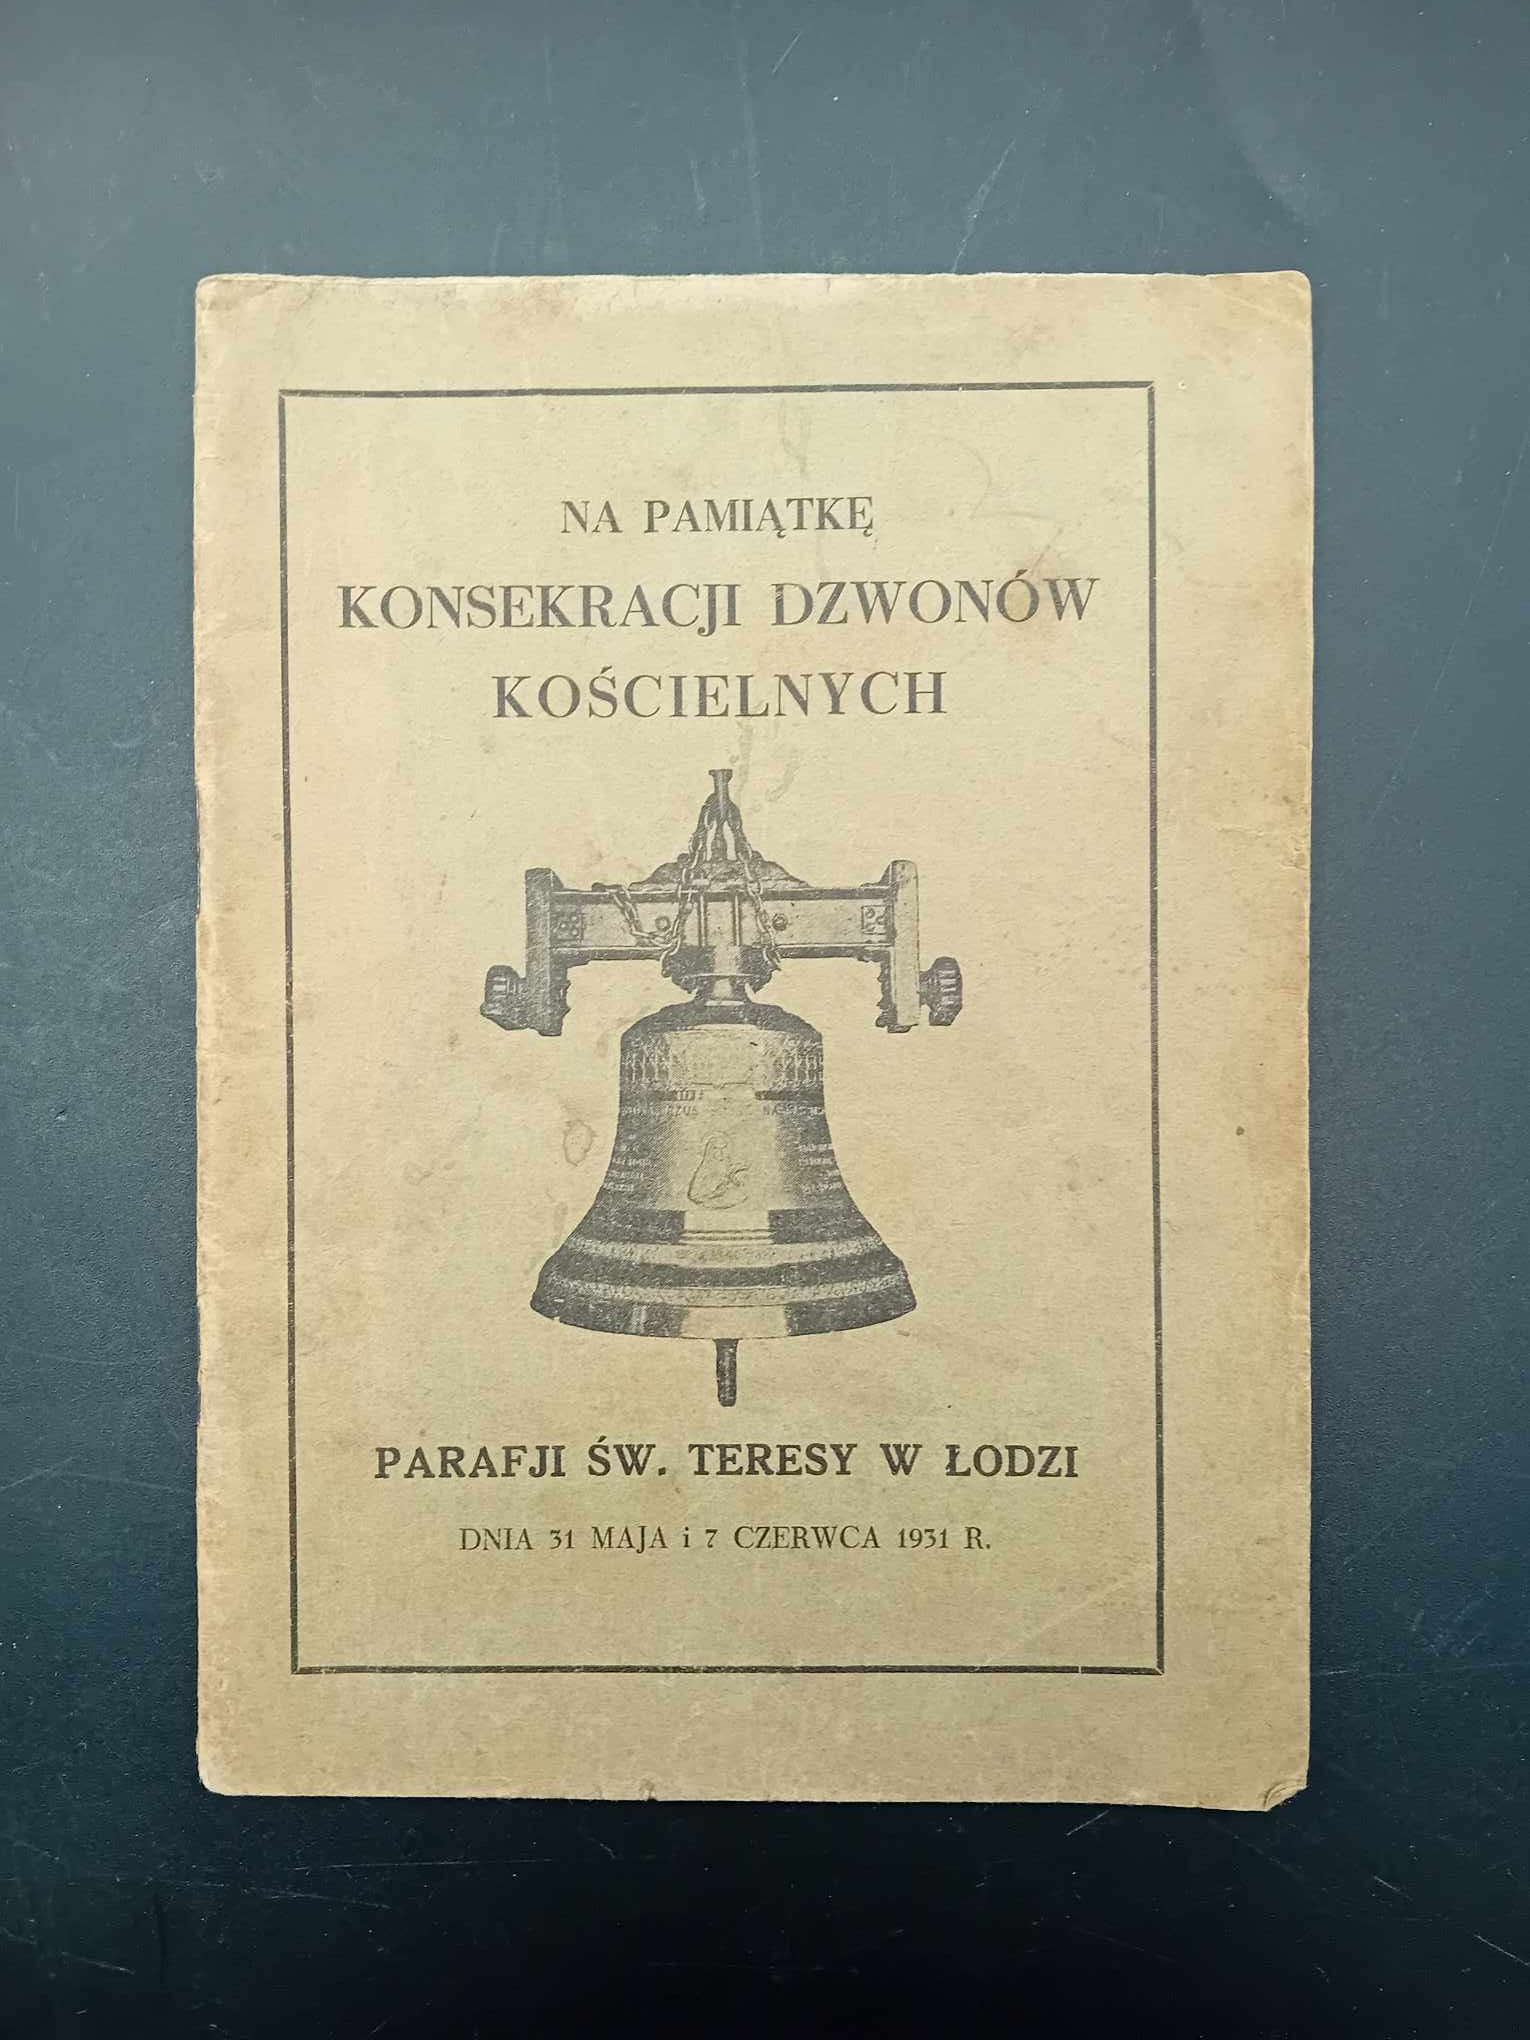 NA PAMIĄTKĘ
KONSEKRACJI DZWONÓW
KOŚCIELNYCH
PARAFJI ŚW. TERESY W ŁODZI
DNIA 31 MAJA i 7 CZERWCA 1931 R.